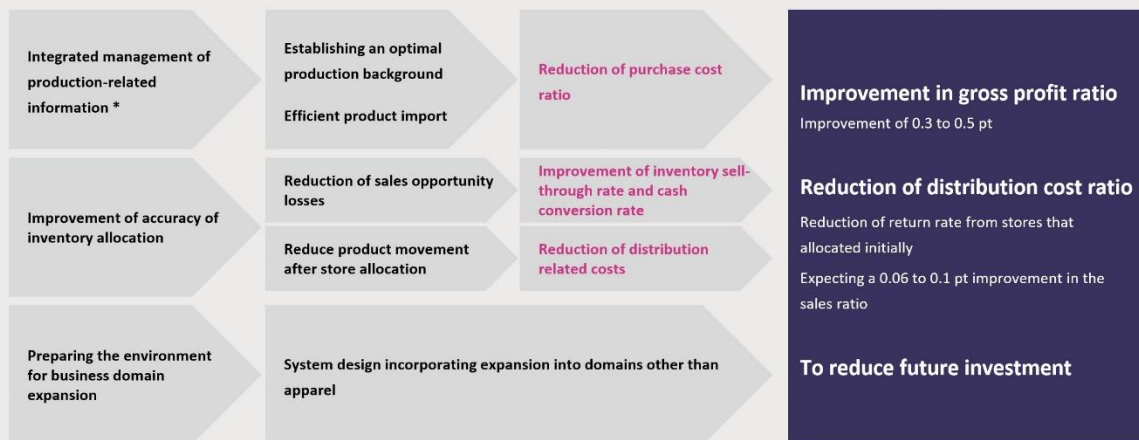 Integrated management of
production-related
information *
Establishing an optimal
production background
Efficient product import
Reduction of purchase cost
ratio
Improvement of accuracy of
inventory allocation
Reduction of sales opportunity
losses
Improvement of inventory sell-
through rate and cash
conversion rate
Reduce product movement
after store allocation
Reduction of distribution
related costs
Preparing the environment
for business domain
expansion
System design incorporating expansion into domains other than
apparel
Improvement in gross profit ratio
Improvement of 0.3 to 0.5 pt
Reduction of distribution cost ratio
Reduction of return rate from stores that
allocated initially
Expecting a 0.06 to 0.1 pt improvement in the
sales ratio
To reduce future investment